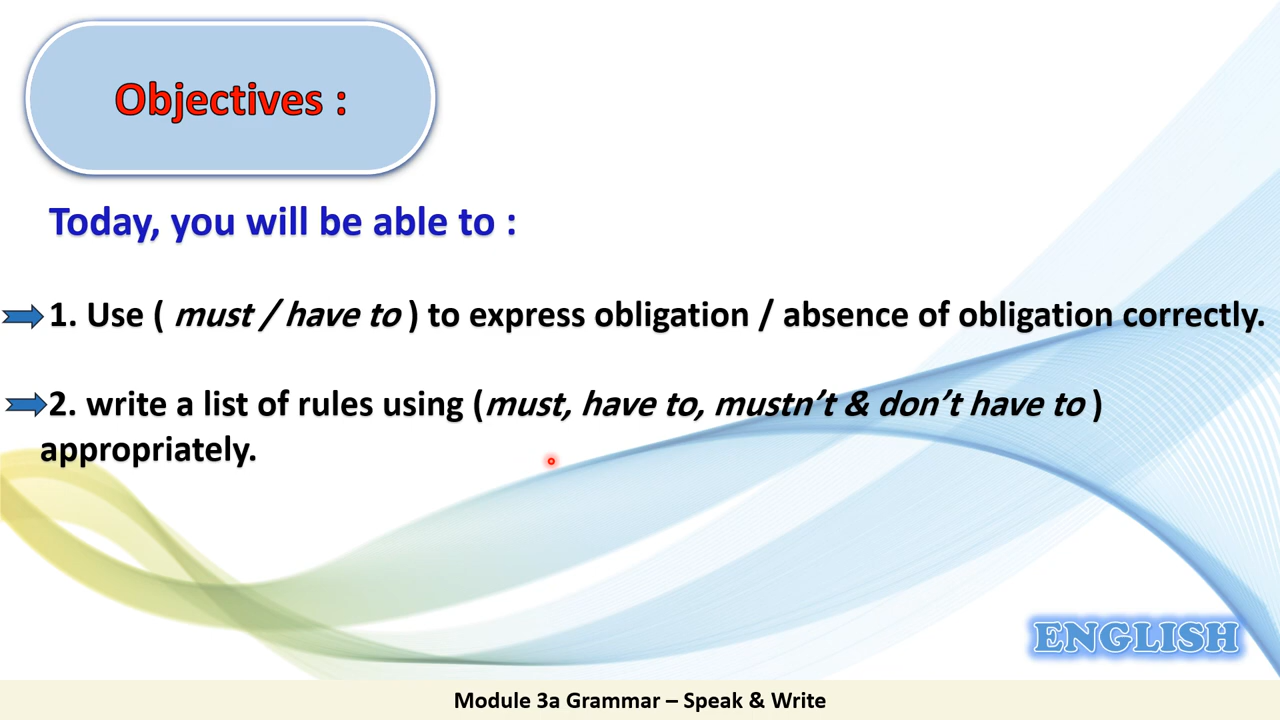 Objectives :
Today, you will be able to :
1. Use ( must / have to ) to express obligation / absence of obligation correctly.
2. write a list of rules using (must, have to, mustn’t & don’t have to )
appropriately.
ENGLISH
Module 3a Grammar – Speak & Write